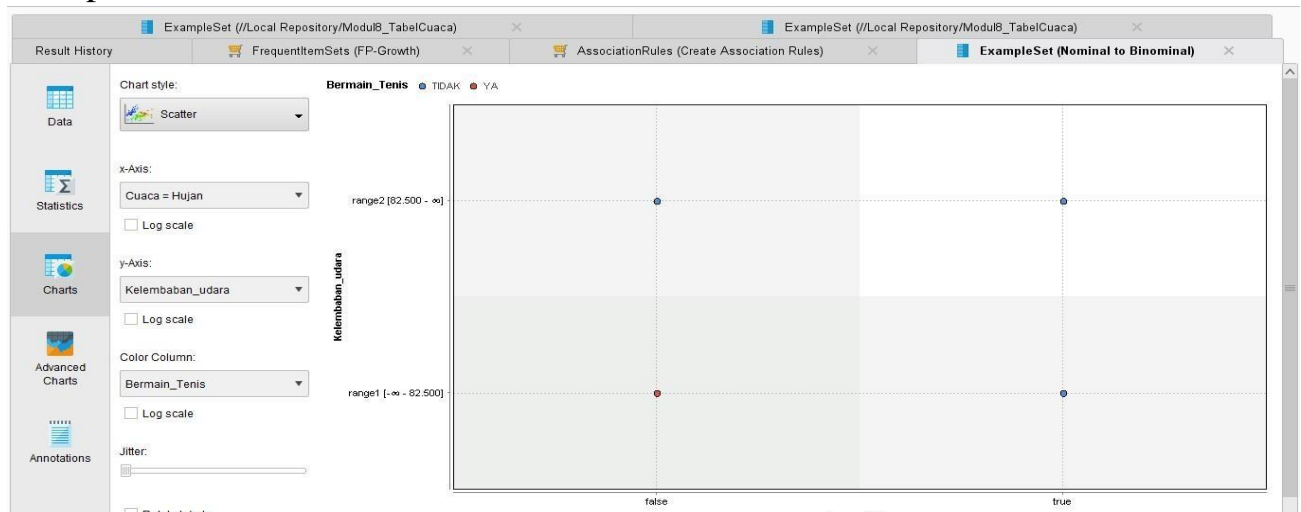 ExampleSet (//Local Repository/Modul8_TabelCuaca)
ExampleSet (//Local Repository/Modul8_TabelCuaca)
Result History
FrequentItemSets (FP-Growth)
AssociationRules (Create Association Rules)
ExampleSet (Nominal to Binominal)
Data
Statistics
Charts
Advanced
Charts
Annotations
Chart style:
Scatter
x-Axis:
Cuaca = Hujan
Log scale
y-Axis:
Kelembaban_udara
Log scale
Color Column:
Bermain_Tenis
Log scale
Jitter:
Bermain_Tenis TIDAK YA
range2 [82.500 - ∞]
Kelembaban_udara
range1 [-∞ - 82.500]
false true